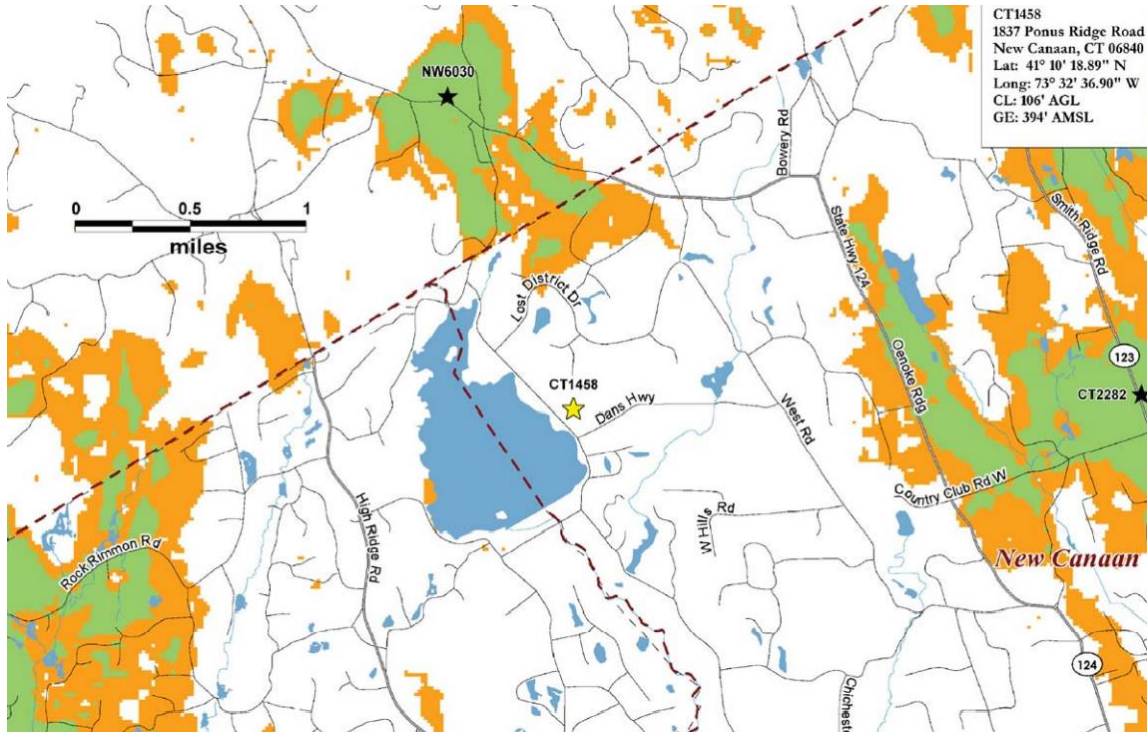 CT1458
1837 Ponus Ridge Road
New Canaan, CT 06840
Lat: 41° 10' 18.89" N
Long: 73° 32' 36.90" W
CL: 106' AGL
GE: 394' AMSL
NW6030
Bowery Rd
0 0.5 1
miles
Smith Ridge Rd
State Hwy 124
Lost District Dr
123
Oenoke Rdg
CT1458
CT2282
Dans Hwy
West Rd
Country Club Rd W
High Ridge Rd
W Hills Rd
Rock Rimmon Rd
New Canaan
124
Chichest